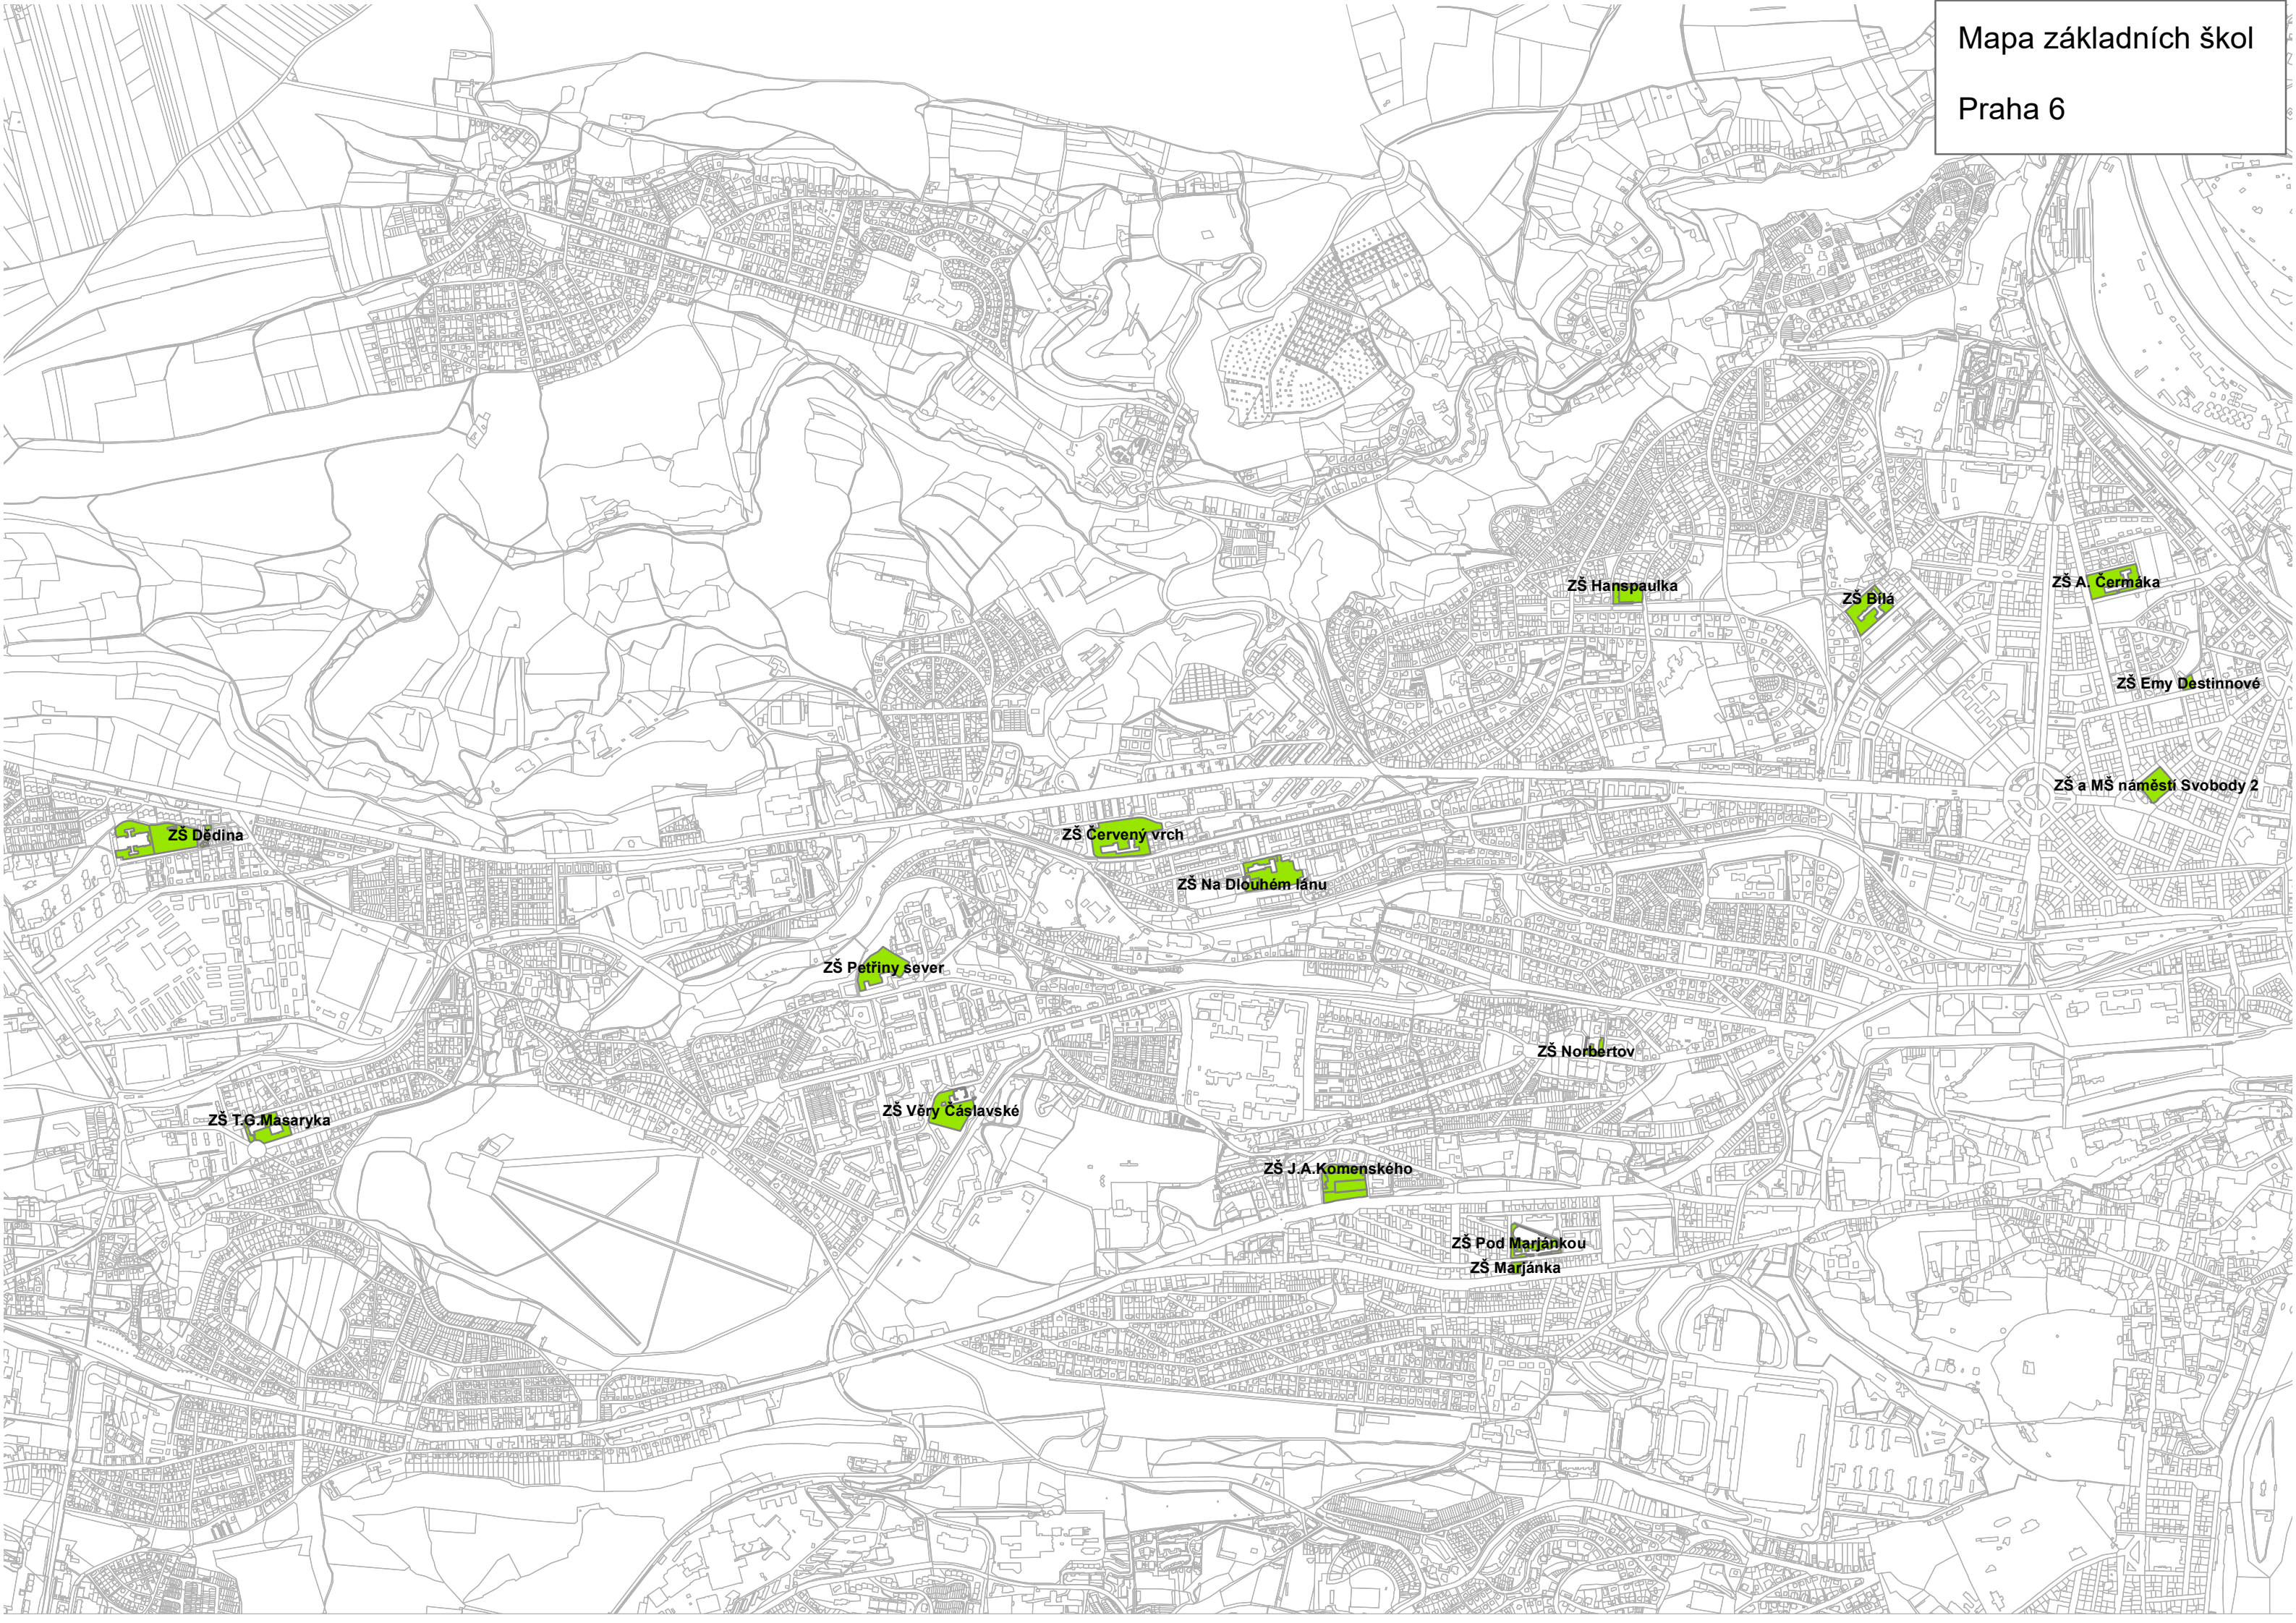 Mapa základních škol
Praha 6
ZŠ Hanspaulka
ZŠ A. Čermáka
ZŠ Bílá
ZŠ Emy Destinnové
ZŠ a MŠ náměstí Svobody 2
ZŠ Dědina
ZŠ Červený vrch
ZŠ Na Dlouhém lánu
ZŠ Petřiny sever
ZŠ Norbertov
ZŠ Věry Čáslavské
ZŠ T.G.Masaryka
ZŠ J.A.Komenského
ZŠ Pod Marjánkou
ZŠ Marjánka